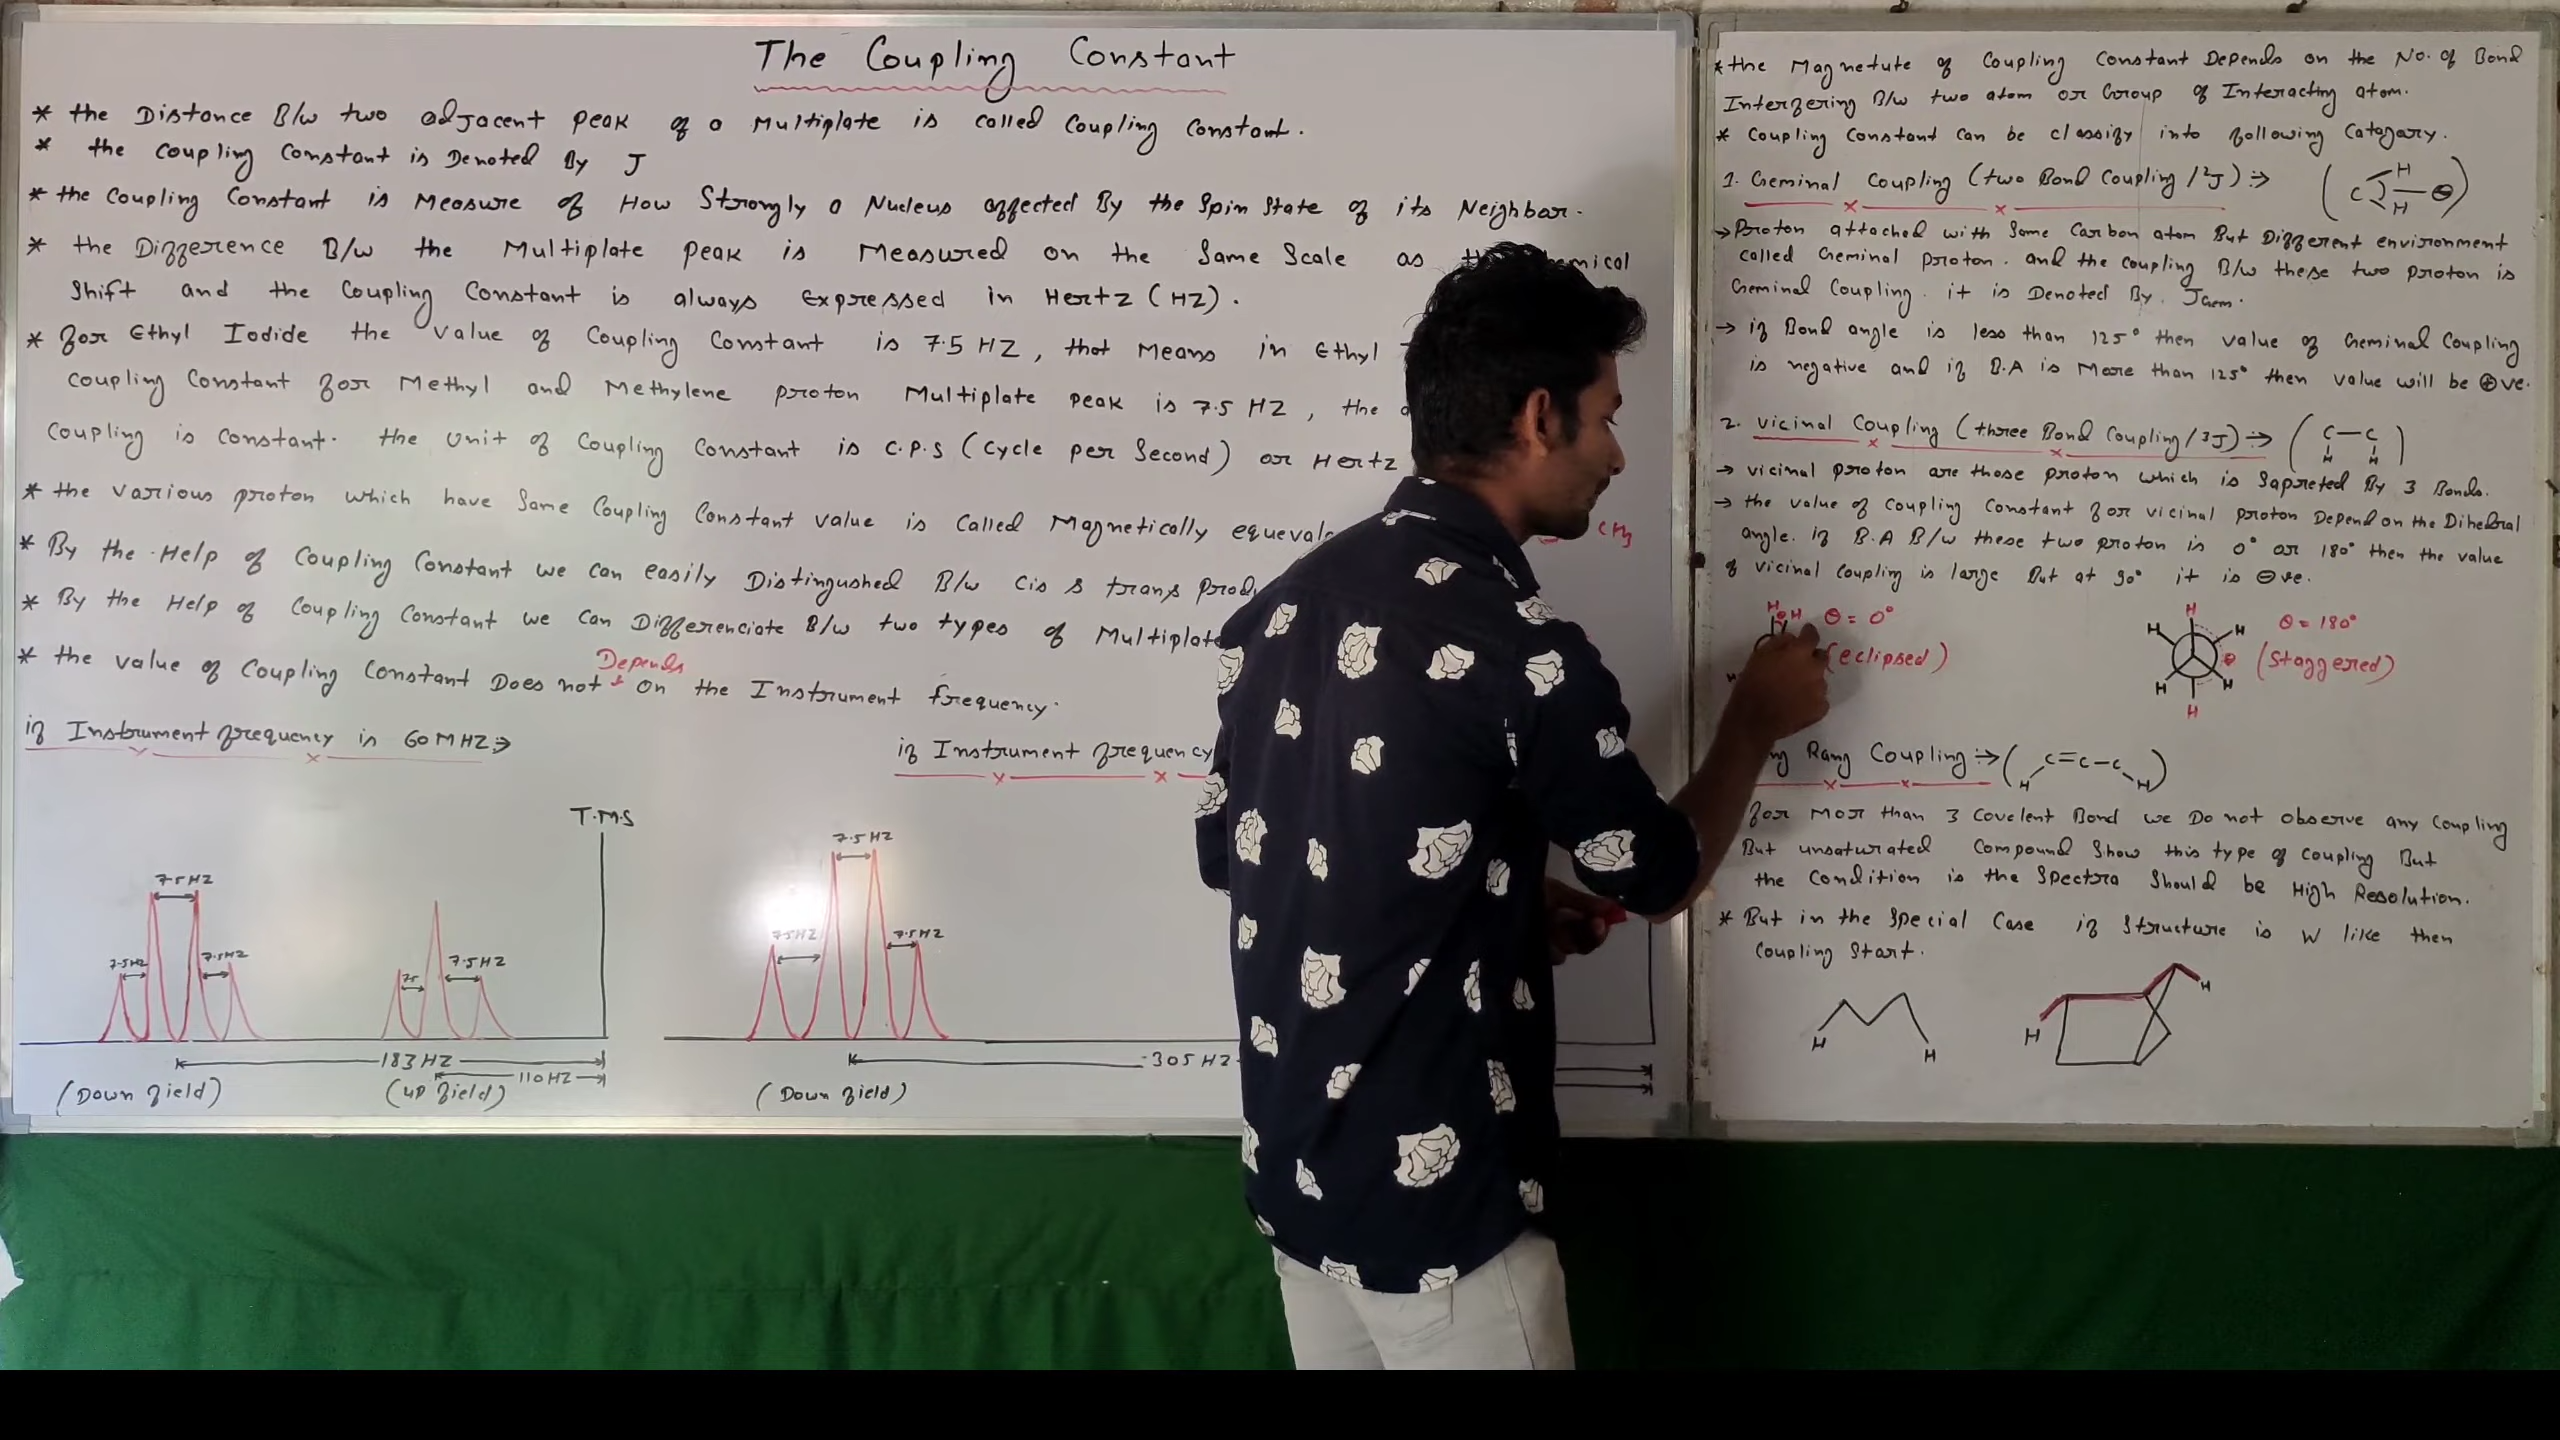 The Coupling Constant
* the Distance B/w two adjacent peak of a Multiplate is called Coupling Constant.
* the Coupling Constant is Denoted By J
* the Coupling Constant is Measure of How Strongly a Nucleus affected By the Spin State of its Neighbor.
* the Difference B/w the Multiplate peak is Measured on the Same Scale as
Shift and the Coupling Constant is always Expressed in Hertz (HZ).
* for Ethyl Iodide the value of Coupling Constant is 7.5 HZ, that Means in Ethyl
Coupling Constant for Methyl and Methylene proton Multiplate peak is 7.5 HZ, the
Coupling is Constant. the Unit of Coupling Constant is C.P.S (Cycle per Second) or Hertz
* the various proton which have Same Coupling Constant value is Called Magnetically
CH3
* By the Help of Coupling Constant we can easily Distingushed B/w Cis & trans
* By the Help of Coupling Constant we Can Differenciate B/w two types of
Depends
* the value of Coupling Constant Does not on the Instrument frequency.
if Instrument frequency is 60 MHZ⇒
if Instrument frequency
T.M.S
7.5 HZ
7.5HZ
7.5HZ
75
7.5HZ
7.5 HZ
7.5HZ
7.5HZ
183 HZ
110HZ
305 HZ
(Down field)
(UP field)
(Down field)
* the Magnetute of Coupling Constant Depends on the No. of Bond
Interfering B/w two atom or Group of Interacting atom.
* Coupling Constant can be classify into following Catagary.
1. Geminal Coupling (two Bond Coupling / ²J) :→ ( C H H ⊖)
→ Proton attached with Same Carbon atom But Different environment
called Geminal proton. and the coupling B/w these two proton is
Geminal Coupling. it is Denoted By. JGem.
→ if Bond angle is less than 125° then value of Geminal Coupling
is negative and if B.A is More than 125° then value will be ⊕ve.
2. vicinal Coupling (three Bond Coupling / ³J) :→ ( C—C H H )
→ vicinal proton are those proton which is Sapreted By 3 Bonds.
→ the value of Coupling Constant for vicinal proton Depend on the Dihedral
angle. if B.A B/w these two proton is 0° or 180° then the value
of vicinal Coupling is large But at 90° it is ⊖ve.
H θ H θ = 0°
(eclipsed)
H
H H H θ θ = 180°
(Staggered)
H H
H
Rang Coupling :→ ( H C=C-C H )
for Mor than 3 Covelent Bond we Do not observe any Coupling
But unsaturated Compound Show this type of Coupling But
the Condition is the Spectra Should be High Resolution.
* But in the Special Case if Structure is W like then
Coupling Start.
H H
H H